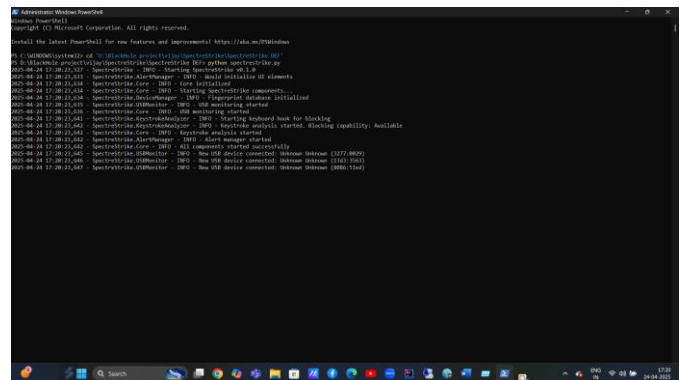 Administrator: Windows PowerShell
Windows PowerShell
Copyright (C) Microsoft Corporation. All rights reserved.
Install the latest PowerShell for new features and improvements! https://aka.ms/PSWindows
PS C:\WINDOWS\system32> cd "D:\BlackHole project\vijay\SpectreStrike\SpectreStrike DEF"
PS D:\BlackHole project\vijay\SpectreStrike\SpectreStrike DEF> python spectrestrike.py
2025-04-24 17:20:23,527 - SpectreStrike - INFO - Starting SpectreStrike v0.1.0
2025-04-24 17:20:23,633 - SpectreStrike.AlertManager - INFO - Would initialize UI elements
2025-04-24 17:20:23,634 - SpectreStrike.Core - INFO - Core initialized
2025-04-24 17:20:23,634 - SpectreStrike.Core - INFO - Starting SpectreStrike components...
2025-04-24 17:20:23,634 - SpectreStrike.DeviceManager - INFO - Fingerprint database initialized
2025-04-24 17:20:23,635 - SpectreStrike.USBMonitor - INFO - USB monitoring started
2025-04-24 17:20:23,636 - SpectreStrike.Core - INFO - USB monitoring started
2025-04-24 17:20:23,641 - SpectreStrike.KeystrokeAnalyzer - INFO - Starting keyboard hook for blocking
2025-04-24 17:20:23,642 - SpectreStrike.KeystrokeAnalyzer - INFO - Keystroke analysis started. Blocking capability: Available
2025-04-24 17:20:23,642 - SpectreStrike.Core - INFO - Keystroke analysis started
2025-04-24 17:20:23,642 - SpectreStrike.AlertManager - INFO - Alert manager started
2025-04-24 17:20:23,642 - SpectreStrike.Core - INFO - All components started successfully
2025-04-24 17:20:23,645 - SpectreStrike.USBMonitor - INFO - New USB device connected: Unknown Unknown (3277:0029)
2025-04-24 17:20:23,646 - SpectreStrike.USBMonitor - INFO - New USB device connected: Unknown Unknown (13d3:3563)
2025-04-24 17:20:23,647 - SpectreStrike.USBMonitor - INFO - New USB device connected: Unknown Unknown (8086:51ed)
Search
ENG
IN
17:20
24-04-2025